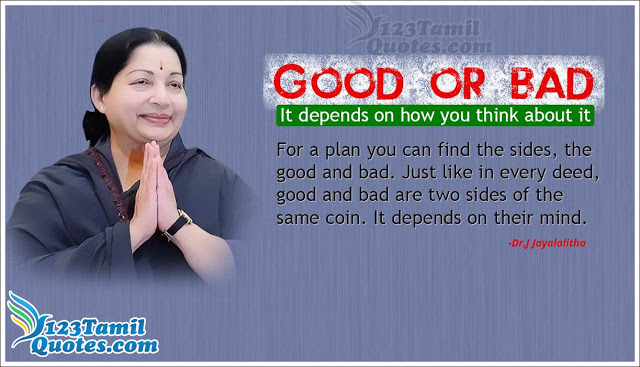 123Tamil
Quotes.com
GOOD OR BAD
It depends on how you think about it
For a plan you can find the sides, the
good and bad. Just like in every deed,
good and bad are two sides of the
same coin. It depends on their mind.
-Dr.J Jayalalitha
123Tamil
Quotes.com